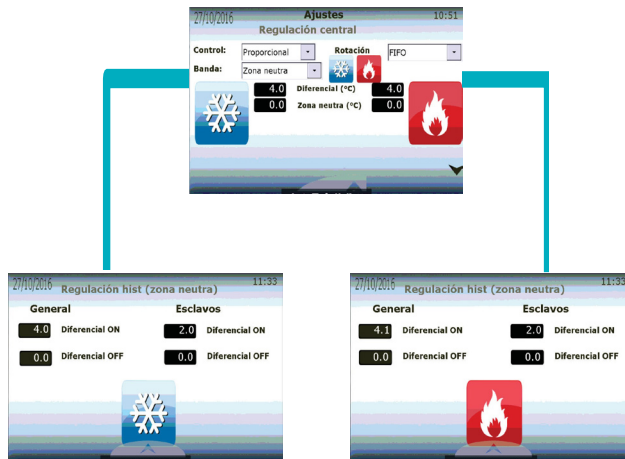 27/10/2016 Ajustes 10:51
Regulación central
Control: Proporcional Rotación FIFO
Banda: Zona neutra
4.0 Diferencial (°C) 4.0
0.0 Zona neutra (°C) 0.0
27/10/2016 Regulación hist (zona neutra) 11:33
General Esclavos
4.0 Diferencial ON 2.0 Diferencial ON
0.0 Diferencial OFF 0.0 Diferencial OFF
27/10/2016 Regulación hist (zona neutra) 11:33
General Esclavos
4.1 Diferencial ON 2.0 Diferencial ON
0.0 Diferencial OFF 0.0 Diferencial OFF